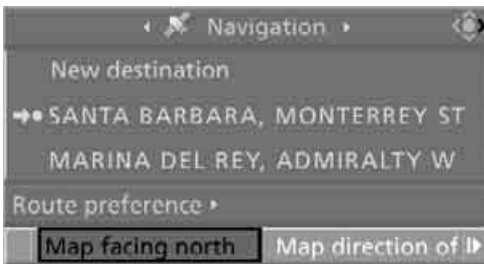 Navigation
New destination
SANTA BARBARA, MONTERREY ST
MARINA DEL REY, ADMIRALTY W
Route preference
Map facing north Map direction of